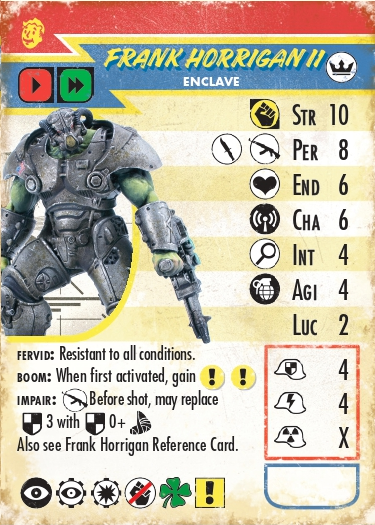 FRANK HORRIGAN II
ENCLAVE
STR 10
PER 8
END 6
CHA 6
INT 4
AGI 4
LUC 2
FERVID: Resistant to all conditions.
BOOM: When first activated, gain ! !
IMPAIR: Before shot, may replace
3 with 0+
Also see Frank Horrigan Reference Card.
4
4
X
!